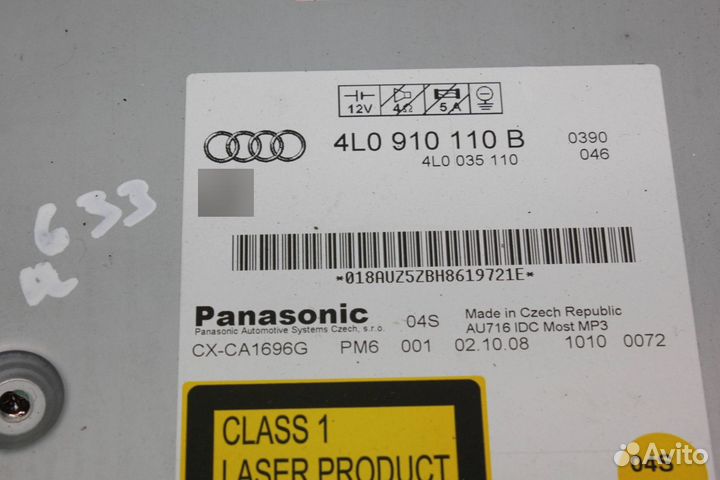 12V 4Ω 5A
4L0 910 110 B 0390
4L0 035 110 046
633
*018AUZ5ZBH8619721E*
Panasonic 04S Made in Czech Republic
Panasonic Automotive Systems Czech, s.r.o. AU716 IDC Most MP3
CX-CA1696G PM6 001 02.10.08 1010 0072
CLASS 1
LASER PRODUCT
04S
Avito